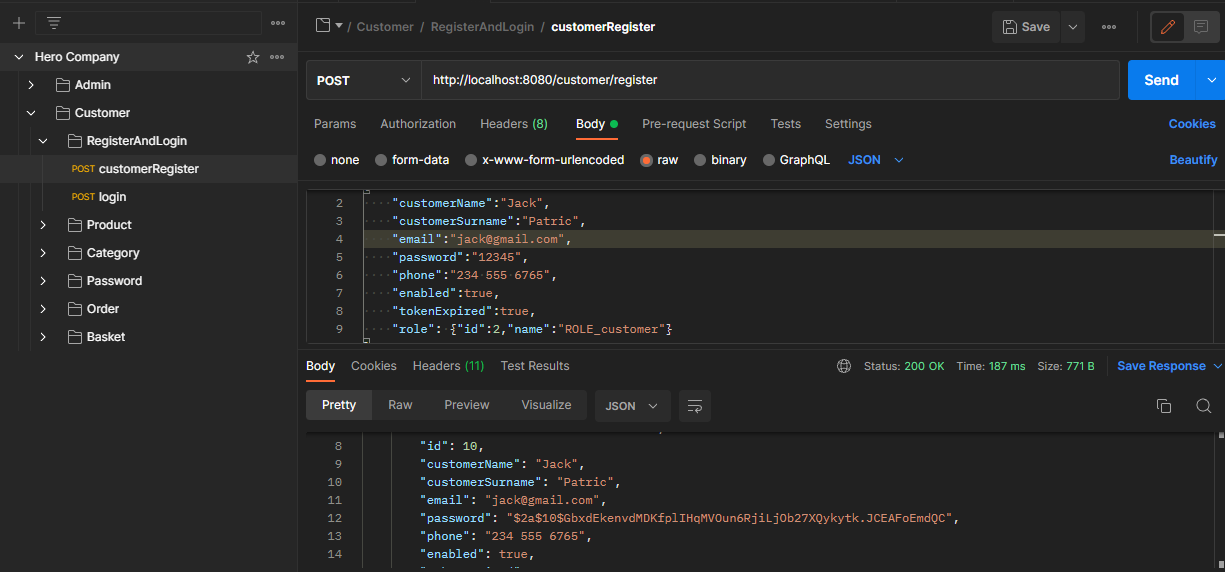 / Customer / RegisterAndLogin / customerRegister
Save
Hero Company
Admin
Customer
RegisterAndLogin
POST customerRegister
POST login
Product
Category
Password
Order
Basket
POST
http://localhost:8080/customer/register
Send
Params Authorization Headers (8) Body Pre-request Script Tests Settings Cookies
none form-data x-www-form-urlencoded raw binary GraphQL JSON Beautify
2 "customerName":"Jack",
3 "customerSurname":"Patric",
4 "email":"jack@gmail.com",
5 "password":"12345",
6 "phone":"234 555 6765",
7 "enabled":true,
8 "tokenExpired":true,
9 "role": {"id":2,"name":"ROLE_customer"}
Body Cookies Headers (11) Test Results Status: 200 OK Time: 187 ms Size: 771 B Save Response
Pretty Raw Preview Visualize JSON
8 "id": 10,
9 "customerName": "Jack",
10 "customerSurname": "Patric",
11 "email": "jack@gmail.com",
12 "password": "$2a$10$GbxdEkenvdMDKfplIHqMVOun6RjiLjOb27XQykytk.JCEAFoEmdQC",
13 "phone": "234 555 6765",
14 "enabled": true,